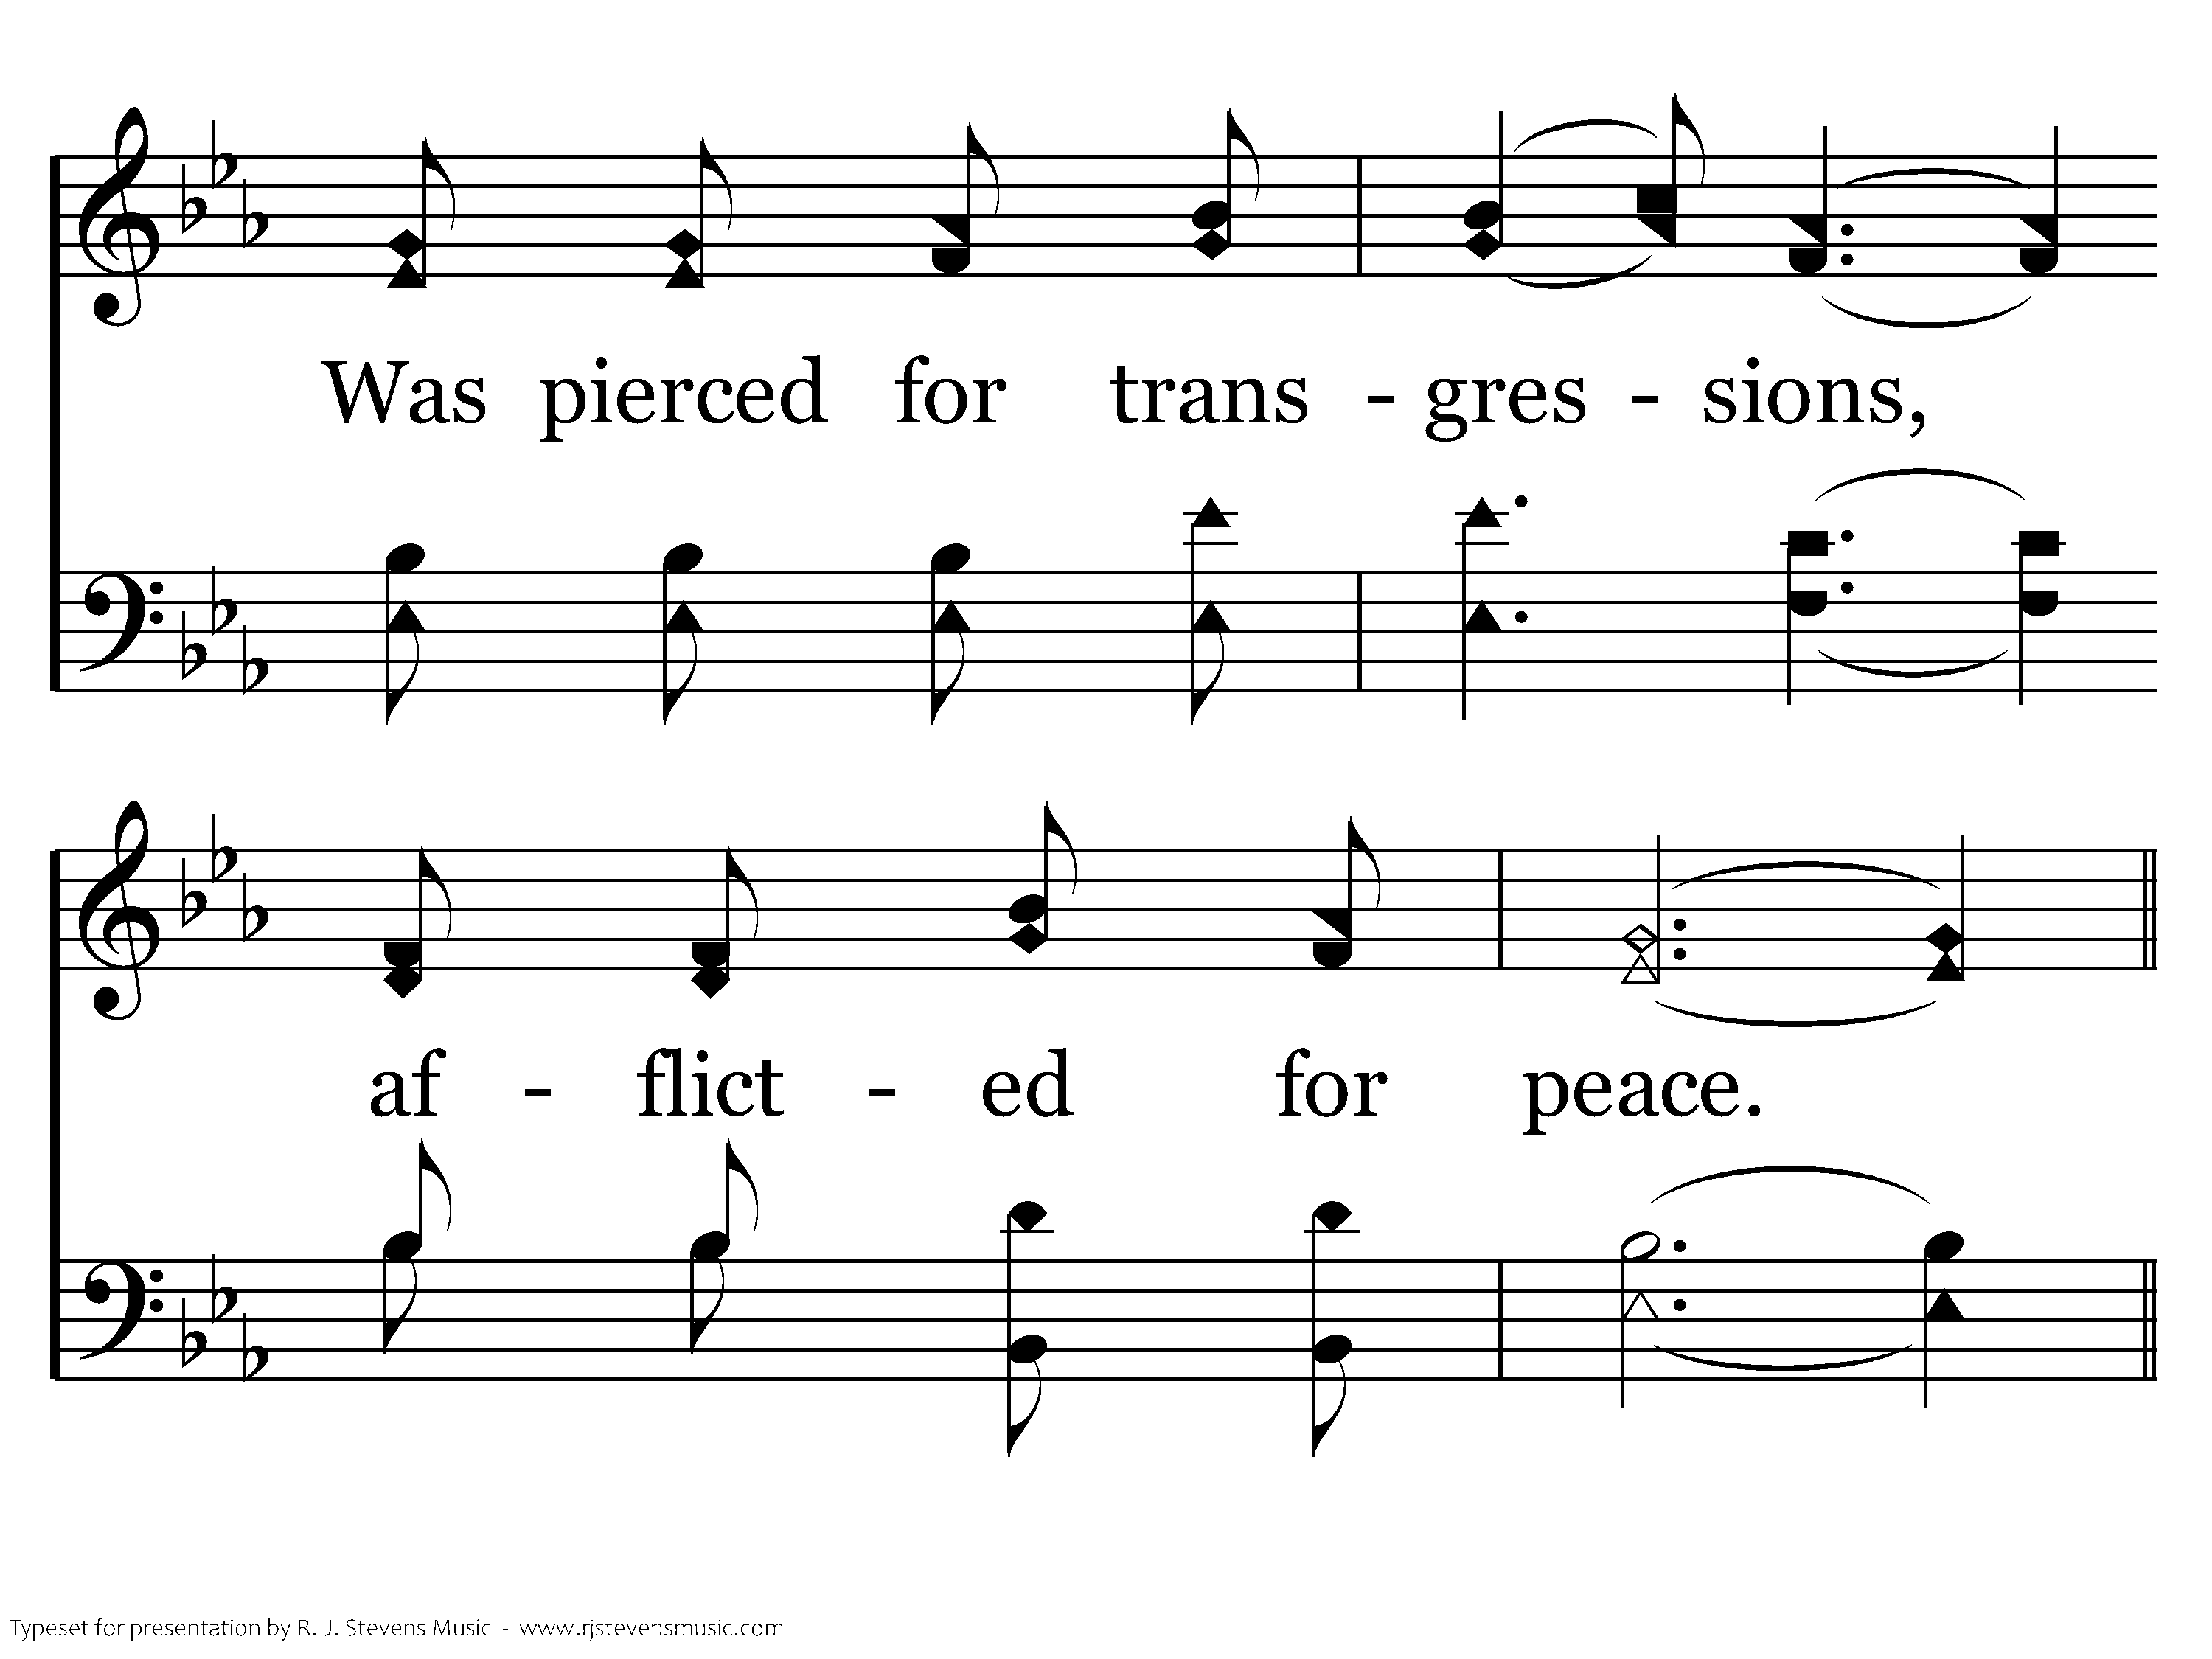 Was pierced for trans - gres - sions,
af - flict - ed for peace.
Typeset for presentation by R. J. Stevens Music - www.rjstevensmusic.com